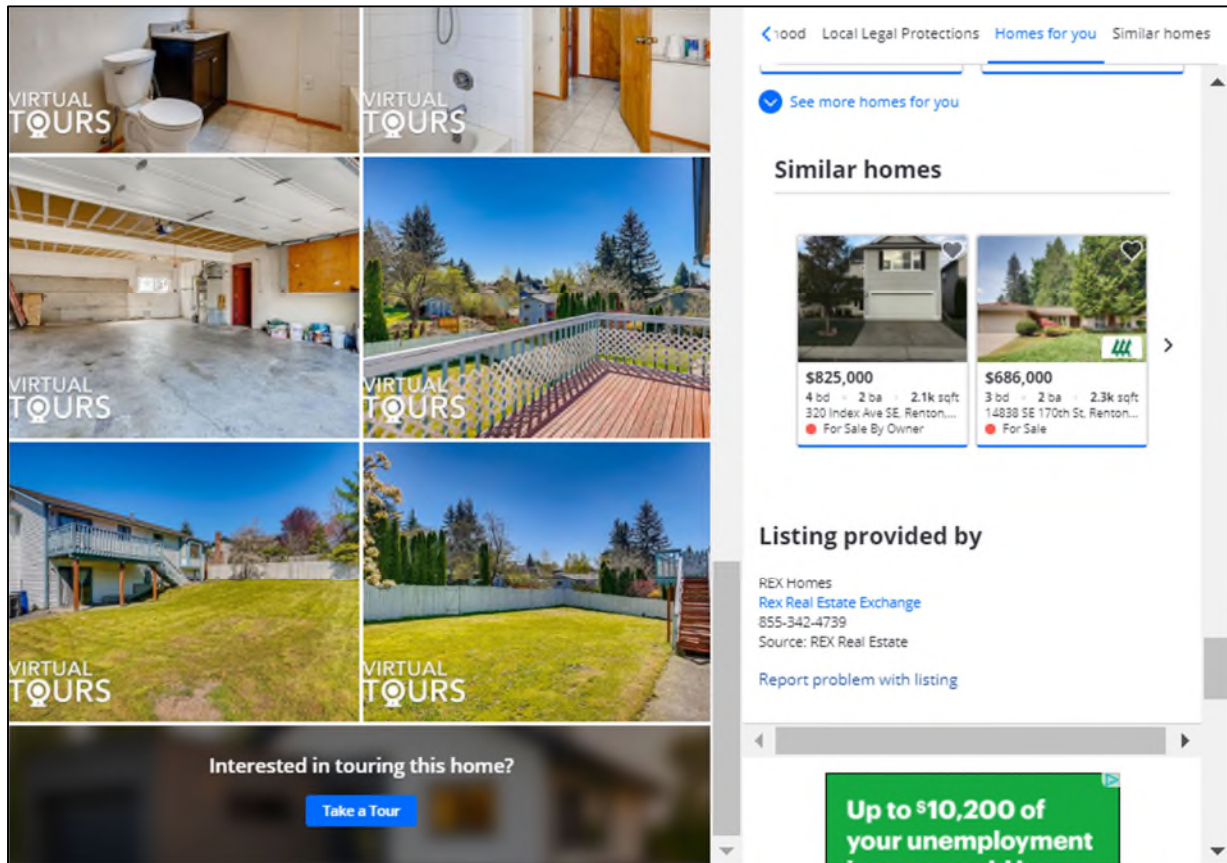 VIRTUAL
TOURS
VIRTUAL
TOURS
VIRTUAL
TOURS
VIRTUAL
TOURS
VIRTUAL
TOURS
VIRTUAL
TOURS
Interested in touring this home?
Take a Tour
Local Legal Protections Homes for you Similar homes
See more homes for you
Similar homes
$825,000
4 bd 2 ba 2.1k sqft
320 Index Ave SE, Renton,...
For Sale By Owner
$686,000
3 bd 2 ba 2.3k sqft
14838 SE 170th St, Renton...
For Sale
Listing provided by
REX Homes
Rex Real Estate Exchange
855-342-4739
Source: REX Real Estate
Report problem with listing
Up to $10,200 of
your unemployment